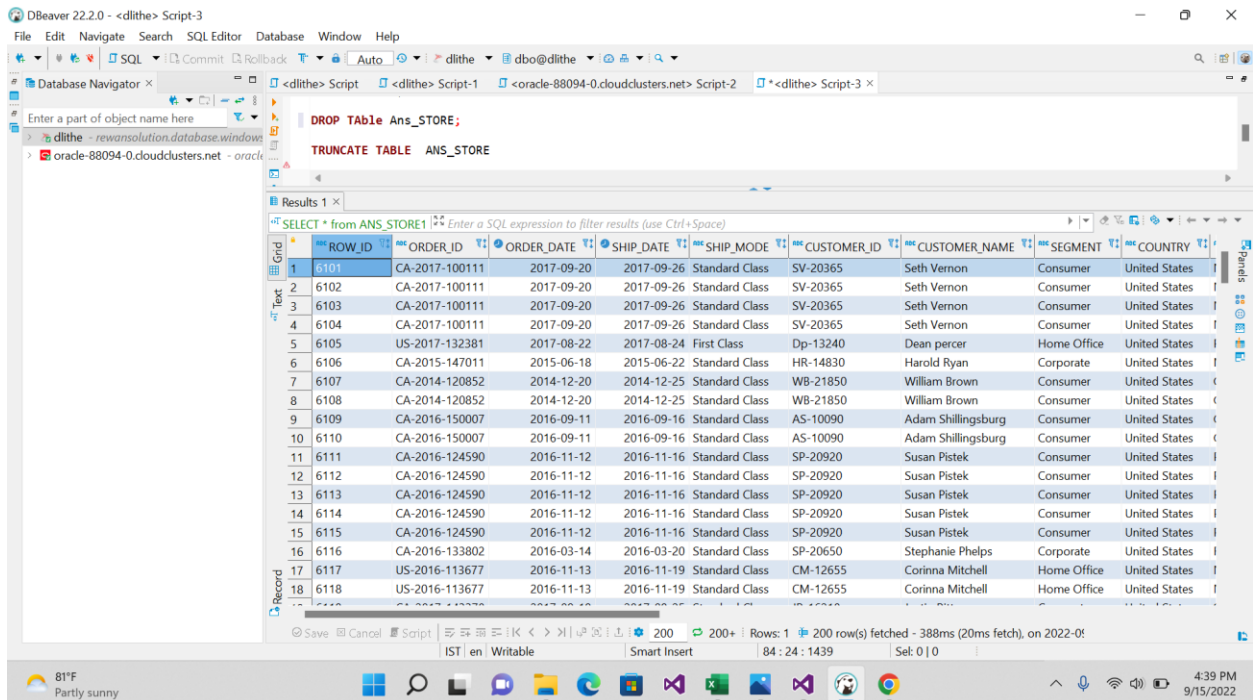 DBeaver 22.2.0 - <dlithe> Script-3
File Edit Navigate Search SQL Editor Database Window Help
SQL Commit Rollback Auto dlithe dbo@dlithe
Database Navigator
<dlithe> Script <dlithe> Script-1 <oracle-88094-0.cloudclusters.net> Script-2 *<dlithe> Script-3
Enter a part of object name here
dlithe - rewansolution.database.windows
oracle-88094-0.cloudclusters.net - oracle
DROP TAble Ans_STORE;
TRUNCATE TABLE ANS_STORE
Results 1
SELECT * from ANS_STORE1 Enter a SQL expression to filter results (use Ctrl+Space)
ROW_ID ORDER_ID ORDER_DATE SHIP_DATE SHIP_MODE CUSTOMER_ID CUSTOMER_NAME SEGMENT COUNTRY
1 6101 CA-2017-100111 2017-09-20 2017-09-26 Standard Class SV-20365 Seth Vernon Consumer United States
2 6102 CA-2017-100111 2017-09-20 2017-09-26 Standard Class SV-20365 Seth Vernon Consumer United States
3 6103 CA-2017-100111 2017-09-20 2017-09-26 Standard Class SV-20365 Seth Vernon Consumer United States
4 6104 CA-2017-100111 2017-09-20 2017-09-26 Standard Class SV-20365 Seth Vernon Consumer United States
5 6105 US-2017-132381 2017-08-22 2017-08-24 First Class Dp-13240 Dean percer Home Office United States
6 6106 CA-2015-147011 2015-06-18 2015-06-22 Standard Class HR-14830 Harold Ryan Corporate United States
7 6107 CA-2014-120852 2014-12-20 2014-12-25 Standard Class WB-21850 William Brown Consumer United States
8 6108 CA-2014-120852 2014-12-20 2014-12-25 Standard Class WB-21850 William Brown Consumer United States
9 6109 CA-2016-150007 2016-09-11 2016-09-16 Standard Class AS-10090 Adam Shillingsburg Consumer United States
10 6110 CA-2016-150007 2016-09-11 2016-09-16 Standard Class AS-10090 Adam Shillingsburg Consumer United States
11 6111 CA-2016-124590 2016-11-12 2016-11-16 Standard Class SP-20920 Susan Pistek Consumer United States
12 6112 CA-2016-124590 2016-11-12 2016-11-16 Standard Class SP-20920 Susan Pistek Consumer United States
13 6113 CA-2016-124590 2016-11-12 2016-11-16 Standard Class SP-20920 Susan Pistek Consumer United States
14 6114 CA-2016-124590 2016-11-12 2016-11-16 Standard Class SP-20920 Susan Pistek Consumer United States
15 6115 CA-2016-124590 2016-11-12 2016-11-16 Standard Class SP-20920 Susan Pistek Consumer United States
16 6116 CA-2016-133802 2016-03-14 2016-03-20 Standard Class SP-20650 Stephanie Phelps Corporate United States
17 6117 US-2016-113677 2016-11-13 2016-11-19 Standard Class CM-12655 Corinna Mitchell Home Office United States
18 6118 US-2016-113677 2016-11-13 2016-11-19 Standard Class CM-12655 Corinna Mitchell Home Office United States
Grid
Text
Record
Panels
Save Cancel Script 200 200+ Rows: 1 200 row(s) fetched - 388ms (20ms fetch), on 2022-09
IST en Writable Smart Insert 84 : 24 : 1439 Sel: 0 | 0
81°F
Partly sunny
4:39 PM
9/15/2022